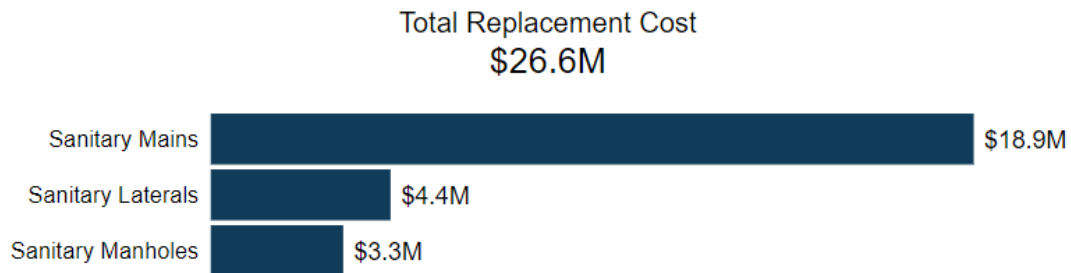 Total Replacement Cost
$26.6M
Sanitary Mains $18.9M
Sanitary Laterals $4.4M
Sanitary Manholes $3.3M